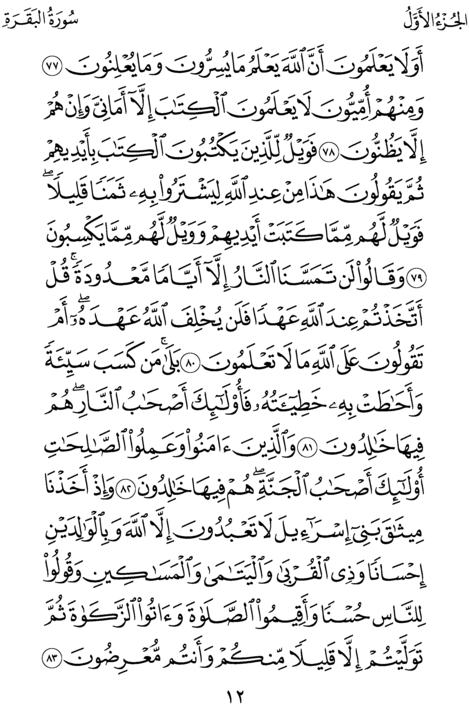 الجُزْءُ الأَوَّلُ
سُورَةُ البَقَرَةِ
أَوَلَا يَعْلَمُونَ أَنَّ ٱللَّهَ يَعْلَمُ مَا يُسِرُّونَ وَمَا يُعْلِنُونَ ٧٧
وَمِنْهُمْ أُمِّيُّونَ لَا يَعْلَمُونَ ٱلْكِتَٰبَ إِلَّآ أَمَانِىَّ وَإِنْ هُمْ
إِلَّا يَظُنُّونَ ٧٨ فَوَيْلٌ لِّلَّذِينَ يَكْتُبُونَ ٱلْكِتَٰبَ بِأَيْدِيهِمْ
ثُمَّ يَقُولُونَ هَٰذَا مِنْ عِندِ ٱللَّهِ لِيَشْتَرُوا۟ بِهِۦ ثَمَنًا قَلِيلًا ۖ
فَوَيْلٌ لَّهُم مِّمَّا كَتَبَتْ أَيْدِيهِمْ وَوَيْلٌ لَّهُم مِّمَّا يَكْسِبُونَ
٧٩ وَقَالُوا۟ لَن تَمَسَّنَا ٱلنَّارُ إِلَّآ أَيَّامًا مَّعْدُودَةً ۚ قُلْ
أَتَّخَذْتُمْ عِندَ ٱللَّهِ عَهْدًا فَلَن يُخْلِفَ ٱللَّهُ عَهْدَهُۥٓ ۖ أَمْ
تَقُولُونَ عَلَى ٱللَّهِ مَا لَا تَعْلَمُونَ ٨٠ بَلَىٰ ۚ مَن كَسَبَ سَيِّئَةً
وَأَحَٰطَتْ بِهِۦ خَطِيٓـَٔتُهُۥ فَأُو۟لَٰٓئِكَ أَصْحَٰبُ ٱلنَّارِ ۖ هُمْ
فِيهَا خَٰلِدُونَ ٨١ وَٱلَّذِينَ ءَامَنُوا۟ وَعَمِلُوا۟ ٱلصَّٰلِحَٰتِ
أُو۟لَٰٓئِكَ أَصْحَٰبُ ٱلْجَنَّةِ ۖ هُمْ فِيهَا خَٰلِدُونَ ٨٢ وَإِذْ أَخَذْنَا
مِيثَٰقَ بَنِىٓ إِسْرَٰٓءِيلَ لَا تَعْبُدُونَ إِلَّا ٱللَّهَ وَبِٱلْوَٰلِدَيْنِ
إِحْسَانًا وَذِى ٱلْقُرْبَىٰ وَٱلْيَتَٰمَىٰ وَٱلْمَسَٰكِينِ وَقُولُوا۟
لِلنَّاسِ حُسْنًا وَأَقِيمُوا۟ ٱلصَّلَوٰةَ وَءَاتُوا۟ ٱلزَّكَوٰةَ ثُمَّ
تَوَلَّيْتُمْ إِلَّا قَلِيلًا مِّنكُمْ وَأَنتُم مُّعْرِضُونَ ٨٣
١٢